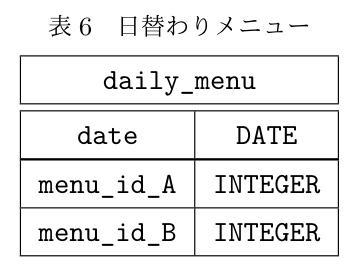 表 6　日替わりメニュー
daily_menu
date DATE
menu_id_A INTEGER
menu_id_B INTEGER